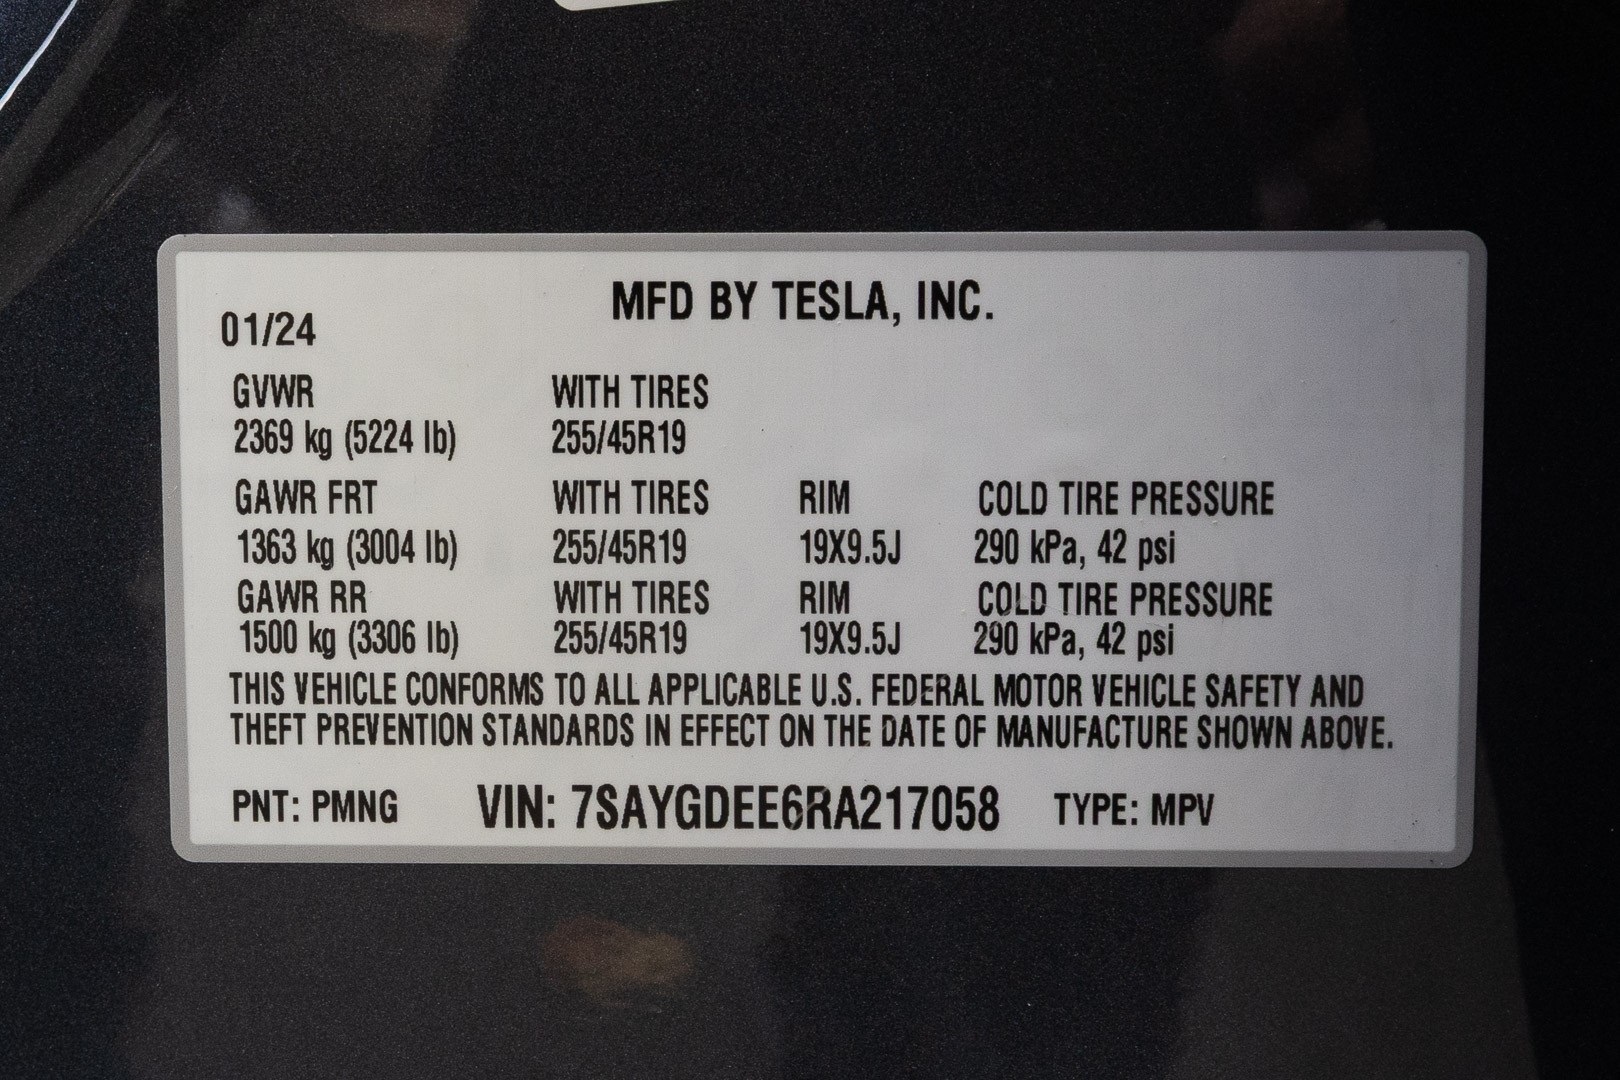 MFD BY TESLA, INC.
01/24
GVWR WITH TIRES
2369 kg (5224 lb) 255/45R19
GAWR FRT WITH TIRES RIM COLD TIRE PRESSURE
1363 kg (3004 lb) 255/45R19 19X9.5J 290 kPa, 42 psi
GAWR RR WITH TIRES RIM COLD TIRE PRESSURE
1500 kg (3306 lb) 255/45R19 19X9.5J 290 kPa, 42 psi
THIS VEHICLE CONFORMS TO ALL APPLICABLE U.S. FEDERAL MOTOR VEHICLE SAFETY AND
THEFT PREVENTION STANDARDS IN EFFECT ON THE DATE OF MANUFACTURE SHOWN ABOVE.
PNT: PMNG VIN: 7SAYGDEE6RA217058 TYPE: MPV